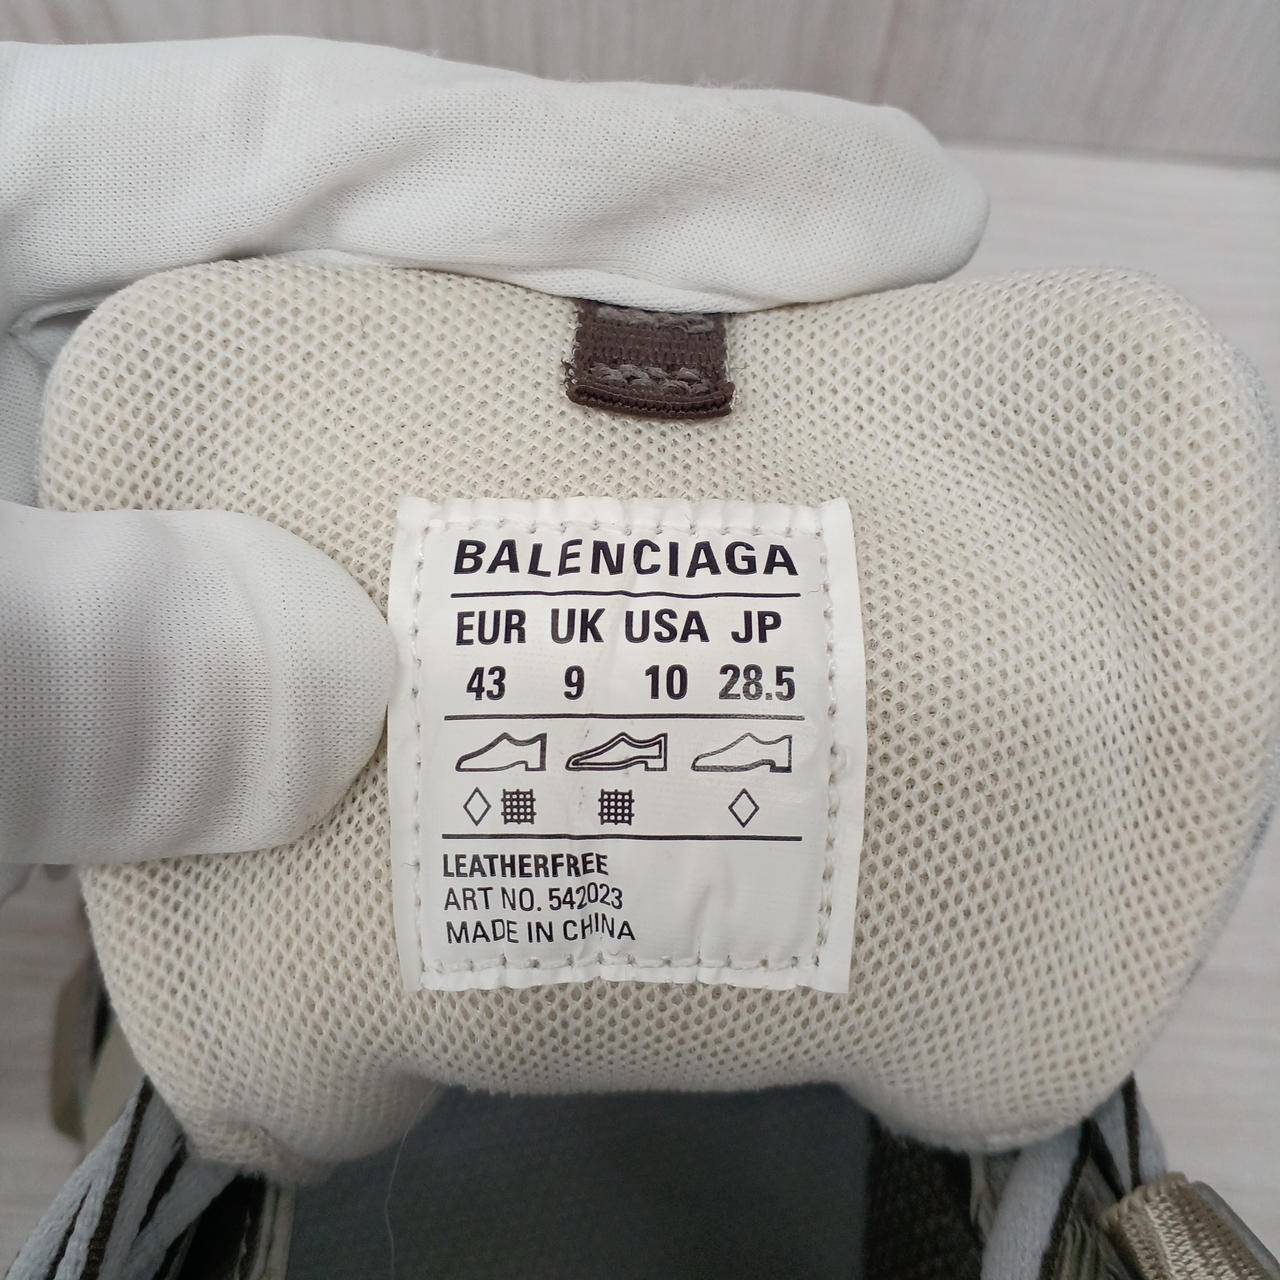 BALENCIAGA
EUR UK USA JP
43 9 10 28.5
LEATHERFREE
ART NO. 542023
MADE IN CHINA